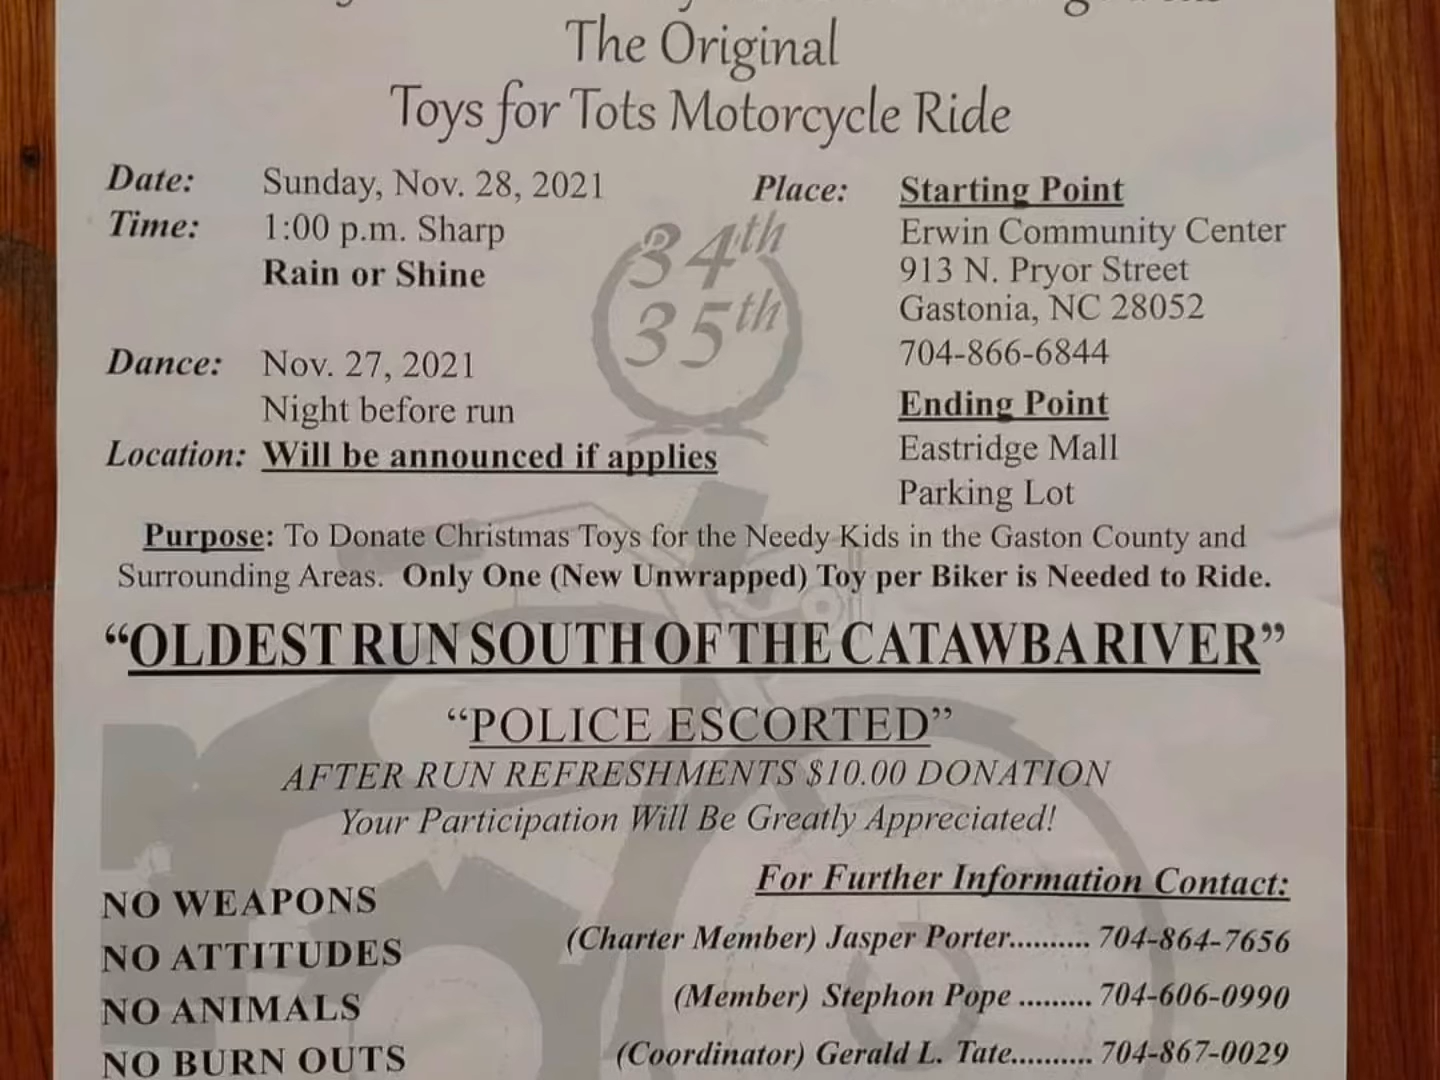 The Original
Toys for Tots Motorcycle Ride
Date: Sunday, Nov. 28, 2021
Time: 1:00 p.m. Sharp
Rain or Shine
34th
35th
Place: Starting Point
Erwin Community Center
913 N. Pryor Street
Gastonia, NC 28052
704-866-6844
Dance: Nov. 27, 2021
Night before run
Location: Will be announced if applies
Ending Point
Eastridge Mall
Parking Lot
Purpose: To Donate Christmas Toys for the Needy Kids in the Gaston County and
Surrounding Areas. Only One (New Unwrapped) Toy per Biker is Needed to Ride.
“OLDEST RUN SOUTH OF THE CATAWBA RIVER”
“POLICE ESCORTED”
AFTER RUN REFRESHMENTS $10.00 DONATION
Your Participation Will Be Greatly Appreciated!
NO WEAPONS
NO ATTITUDES
NO ANIMALS
NO BURN OUTS
For Further Information Contact:
(Charter Member) Jasper Porter.......... 704-864-7656
(Member) Stephon Pope ......... 704-606-0990
(Coordinator) Gerald L. Tate.......... 704-867-0029